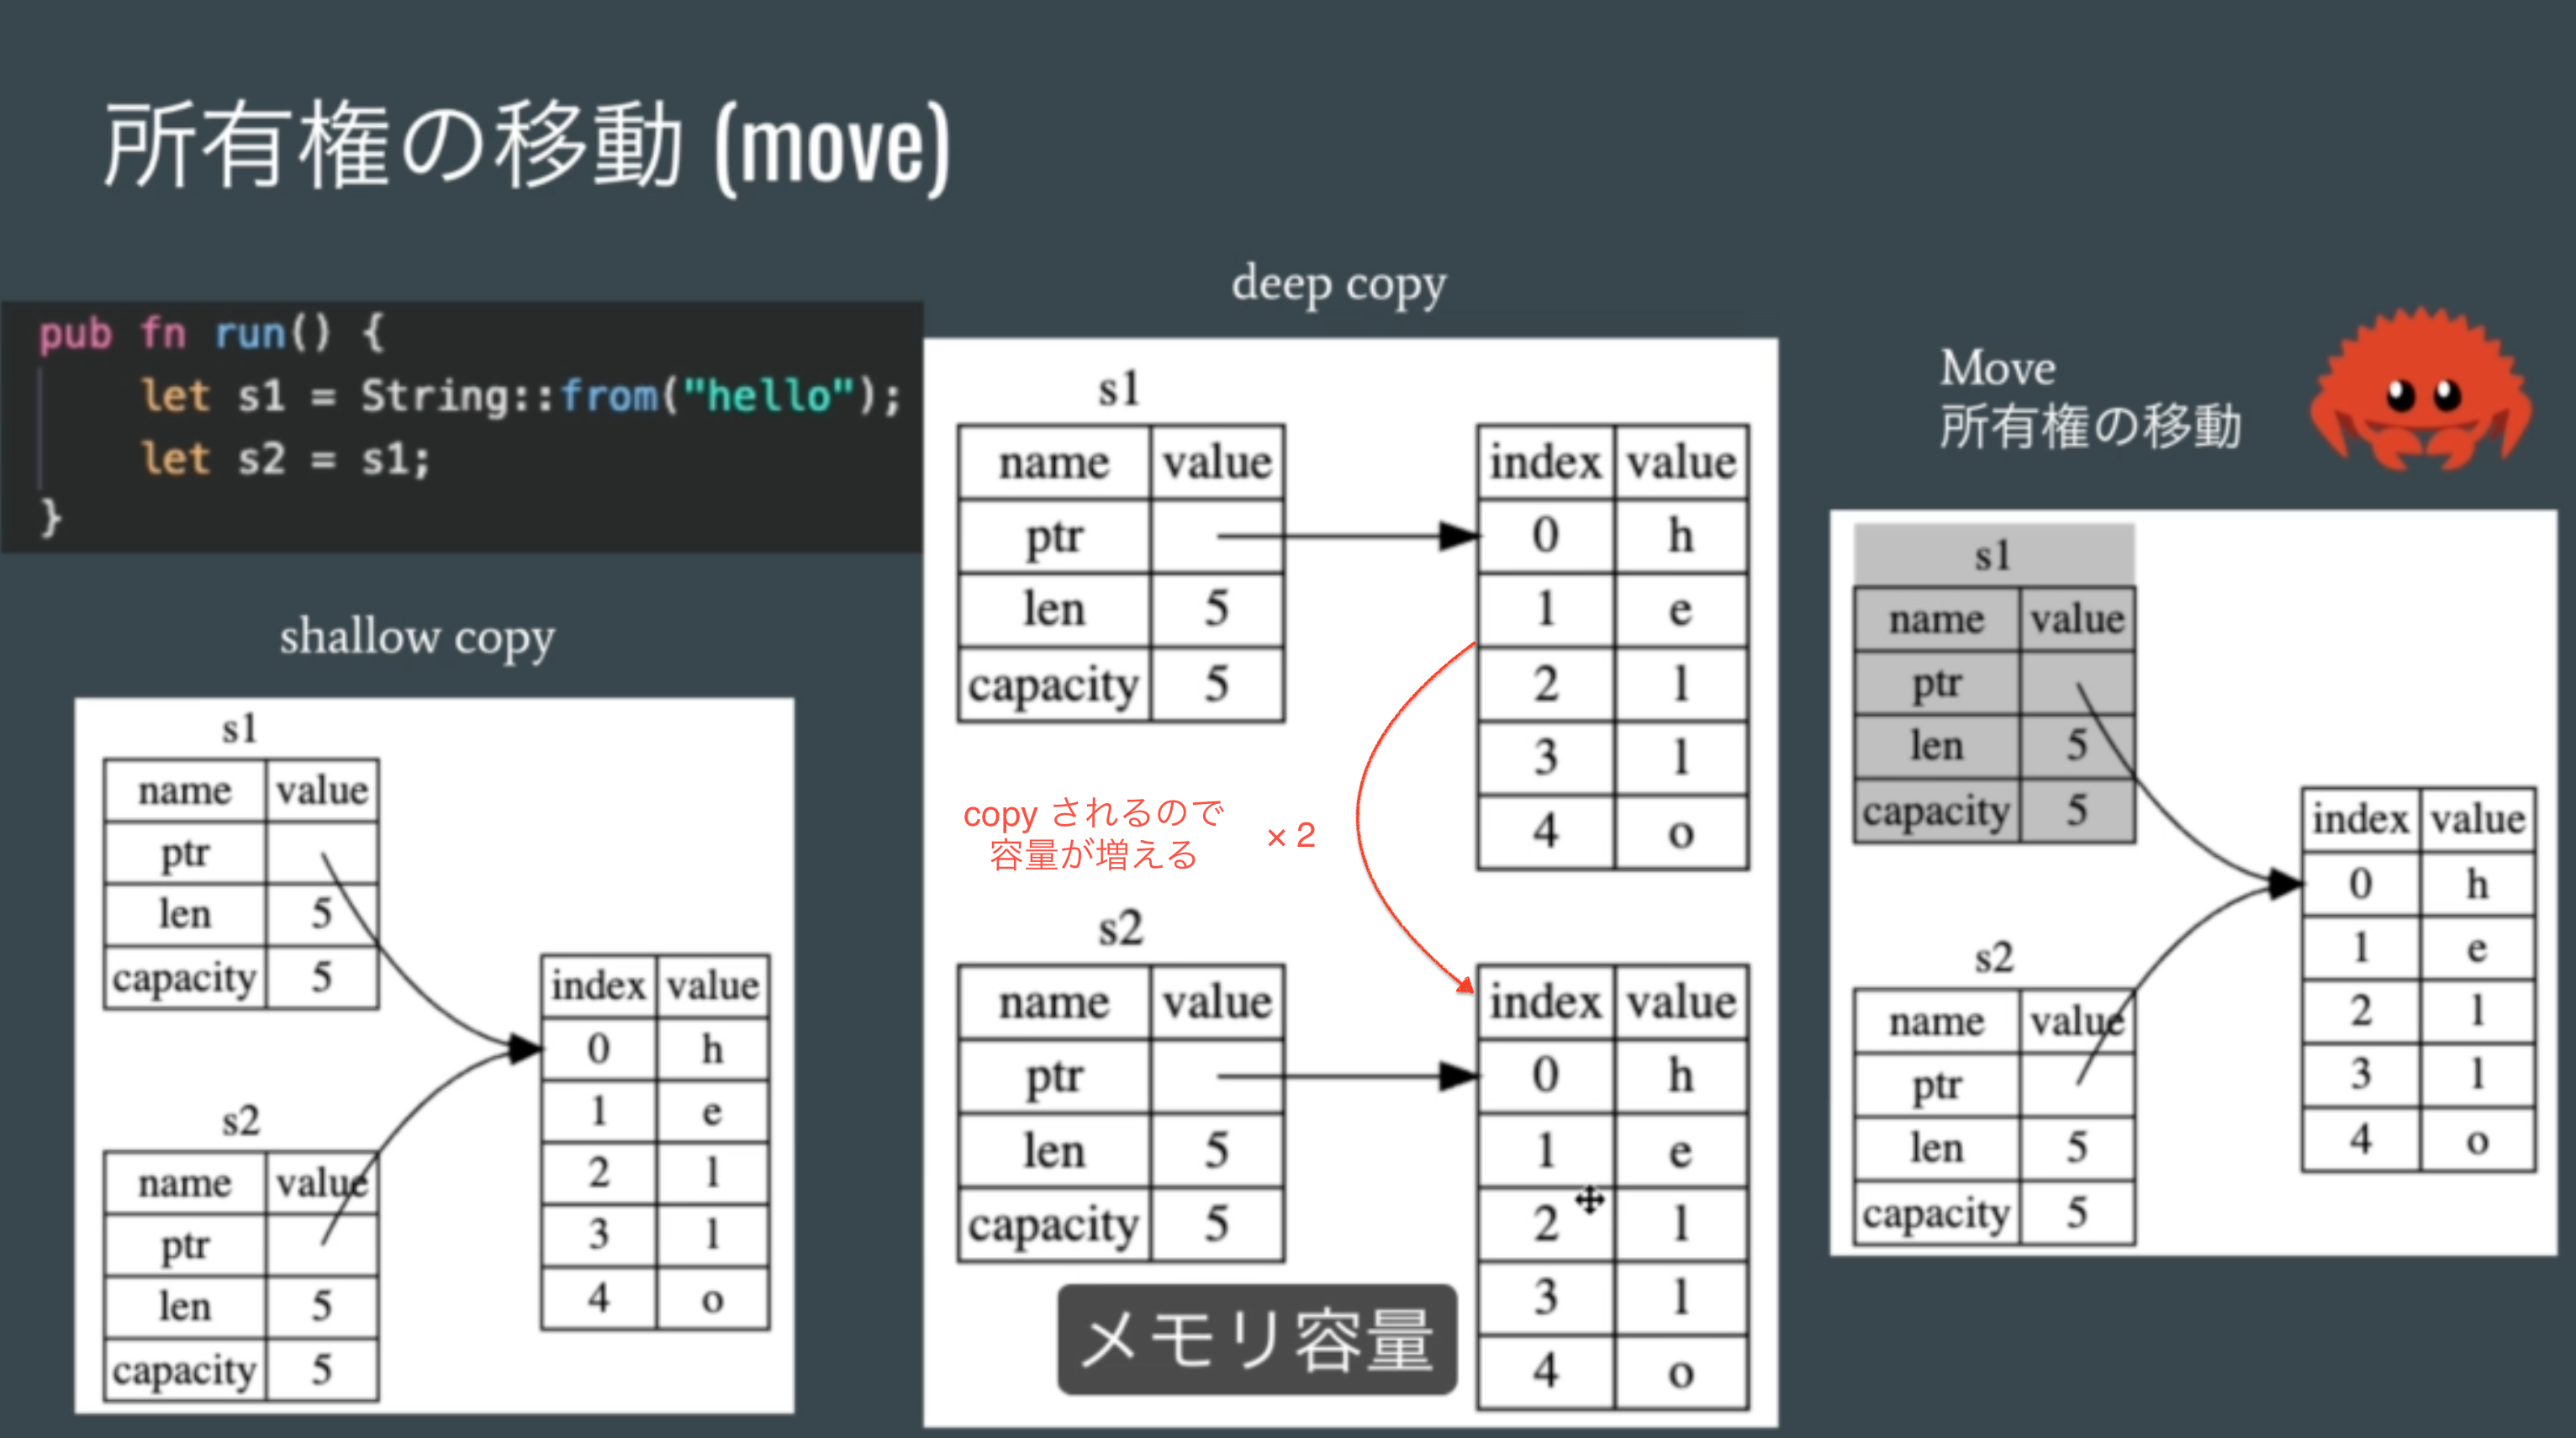 所有権の移動 (move)
pub fn run() {
let s1 = String::from("hello");
let s2 = s1;
}
shallow copy
s1
name value
ptr
len 5
capacity 5
s2
name value
ptr
len 5
capacity 5
index value
0 h
1 e
2 l
3 l
4 o
deep copy
s1
name value
ptr
len 5
capacity 5
index value
0 h
1 e
2 l
3 l
4 o
copy されるので
容量が増える
× 2
s2
name value
ptr
len 5
capacity 5
index value
0 h
1 e
2 l
3 l
4 o
メモリ容量
Move
所有権の移動
s1
name value
ptr
len 5
capacity 5
s2
name value
ptr
len 5
capacity 5
index value
0 h
1 e
2 l
3 l
4 o